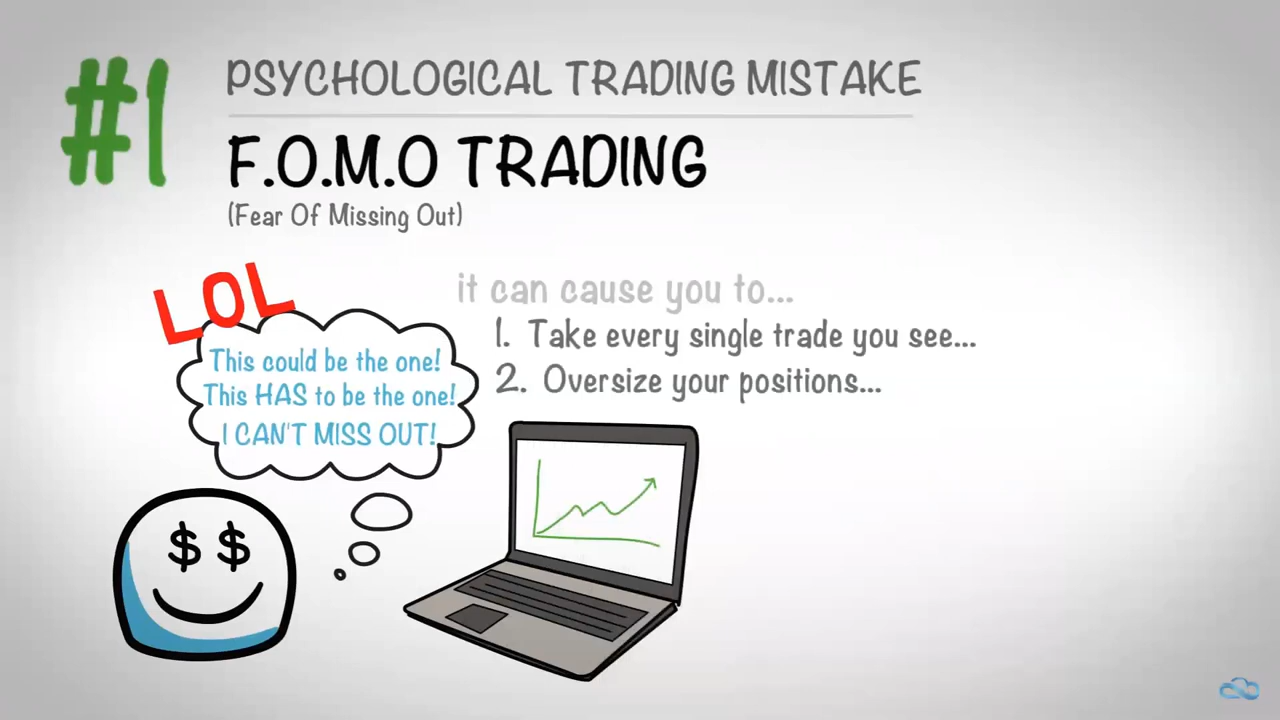 #1
PSYCHOLOGICAL TRADING MISTAKE
F.O.M.O TRADING
(Fear Of Missing Out)
LOL
This could be the one!
This HAS to be the one!
I CAN'T MISS OUT!
it can cause you to...
1. Take every single trade you see...
2. Oversize your positions...
$ $